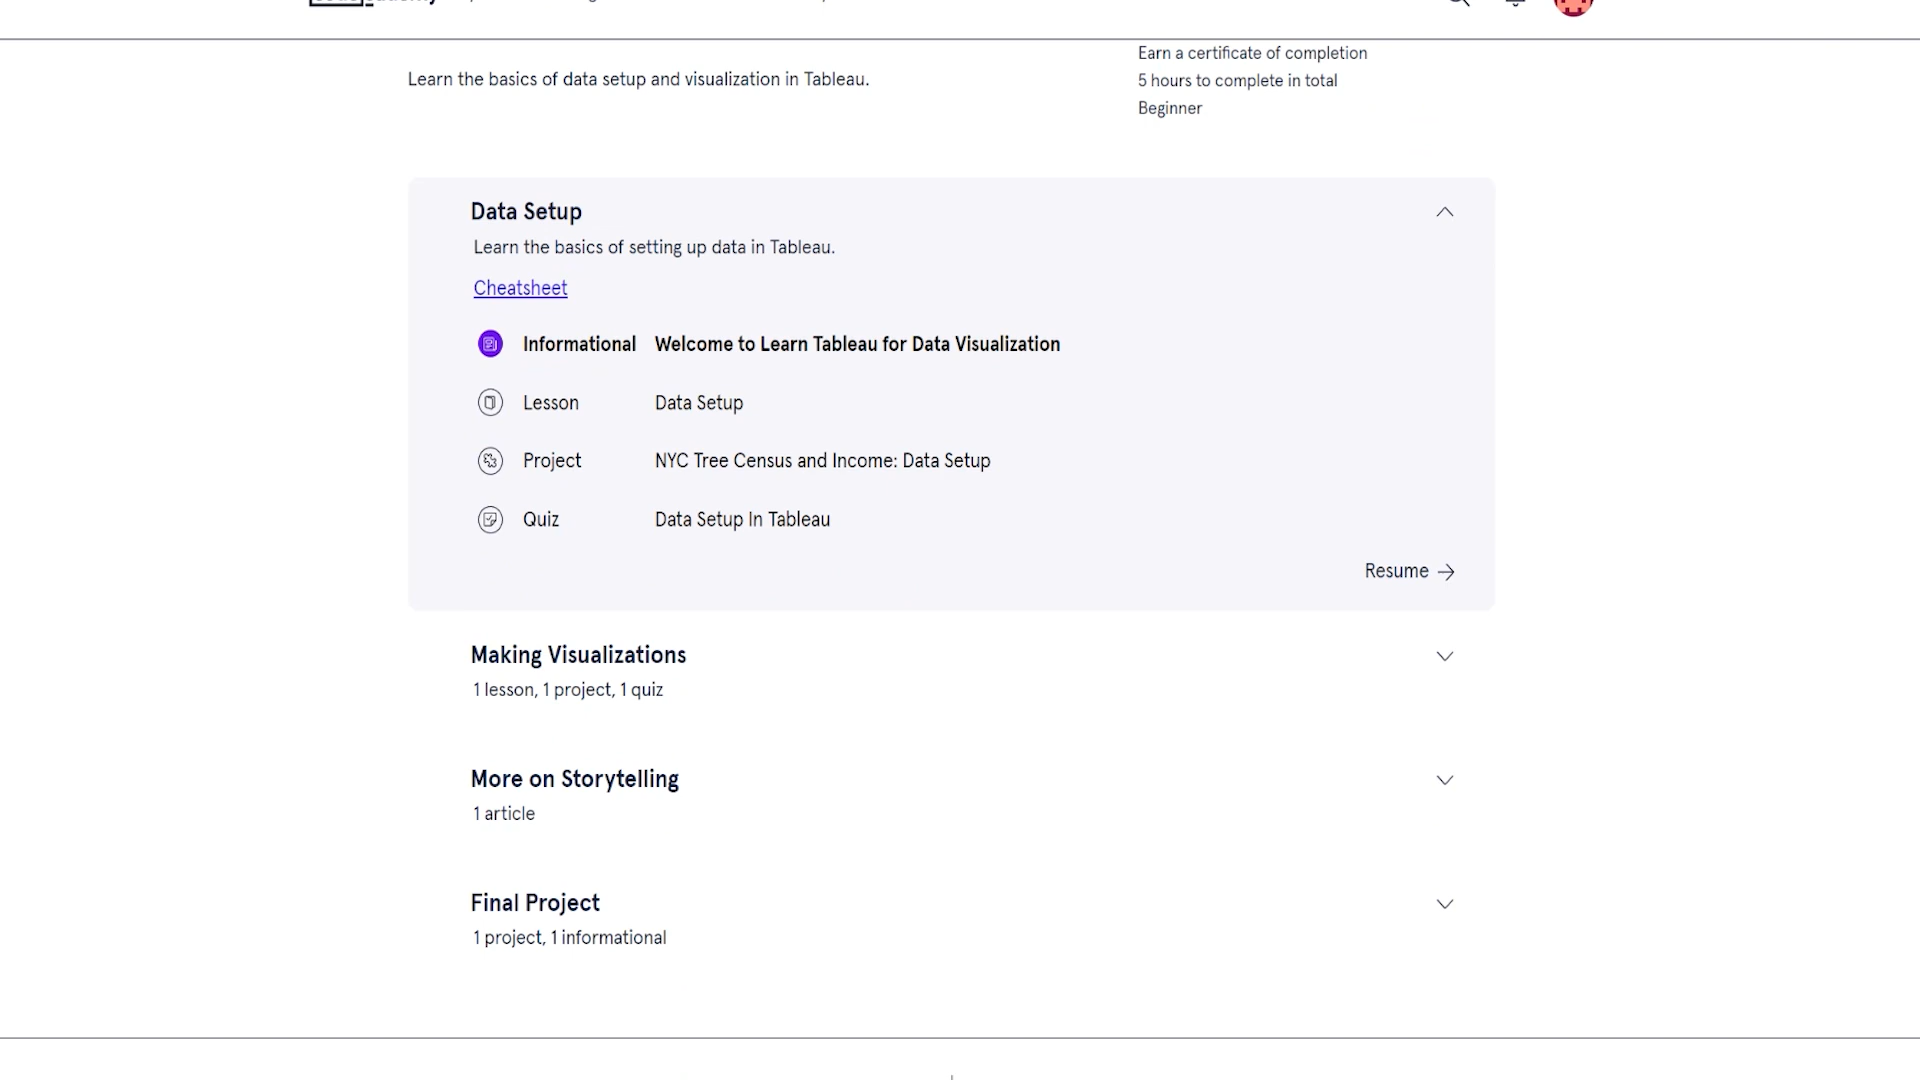 Earn a certificate of completion
Learn the basics of data setup and visualization in Tableau.
5 hours to complete in total
Beginner
Data Setup
Learn the basics of setting up data in Tableau.
Cheatsheet
Informational Welcome to Learn Tableau for Data Visualization
Lesson Data Setup
Project NYC Tree Census and Income: Data Setup
Quiz Data Setup In Tableau
Resume
Making Visualizations
1 lesson, 1 project, 1 quiz
More on Storytelling
1 article
Final Project
1 project, 1 informational